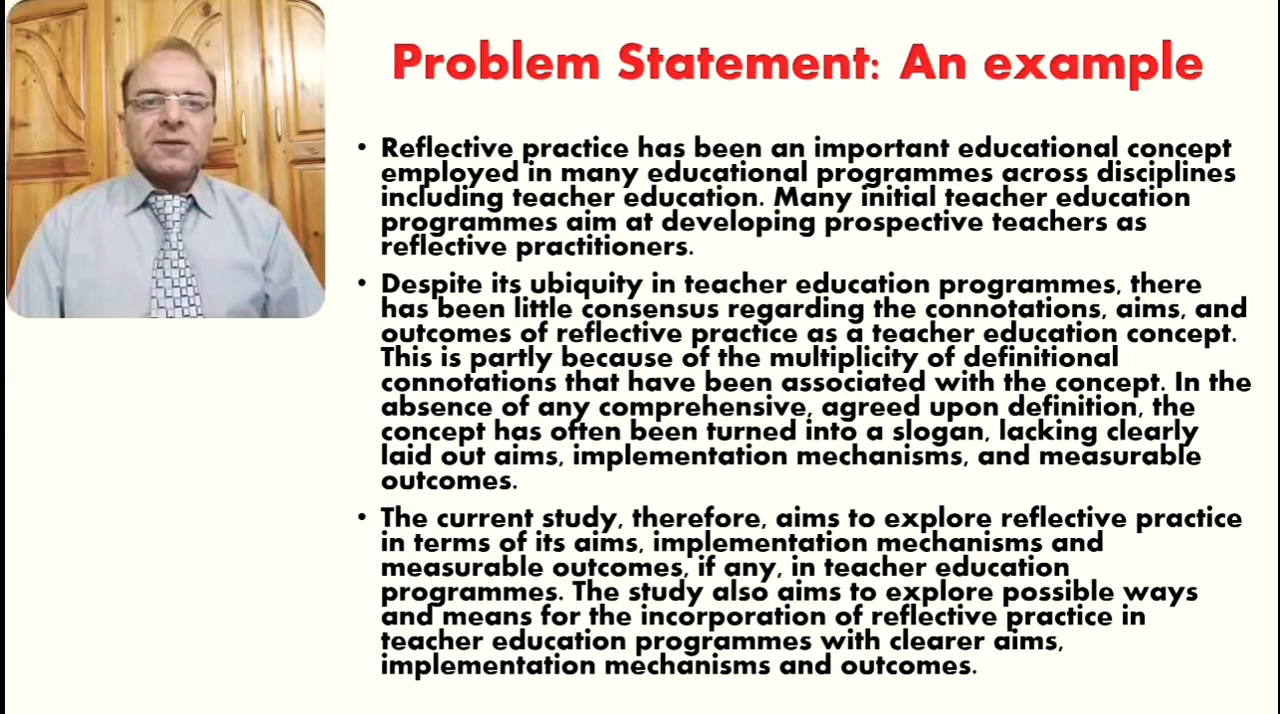 Problem Statement: An example
• Reflective practice has been an important educational concept
employed in many educational programmes across disciplines
including teacher education. Many initial teacher education
programmes aim at developing prospective teachers as
reflective practitioners.
• Despite its ubiquity in teacher education programmes, there
has been little consensus regarding the connotations, aims, and
outcomes of reflective practice as a teacher education concept.
This is partly because of the multiplicity of definitional
connotations that have been associated with the concept. In the
absence of any comprehensive, agreed upon definition, the
concept has often been turned into a slogan, lacking clearly
laid out aims, implementation mechanisms, and measurable
outcomes.
• The current study, therefore, aims to explore reflective practice
in terms of its aims, implementation mechanisms and
measurable outcomes, if any, in teacher education
programmes. The study also aims to explore possible ways
and means for the incorporation of reflective practice in
teacher education programmes with clearer aims,
implementation mechanisms and outcomes.